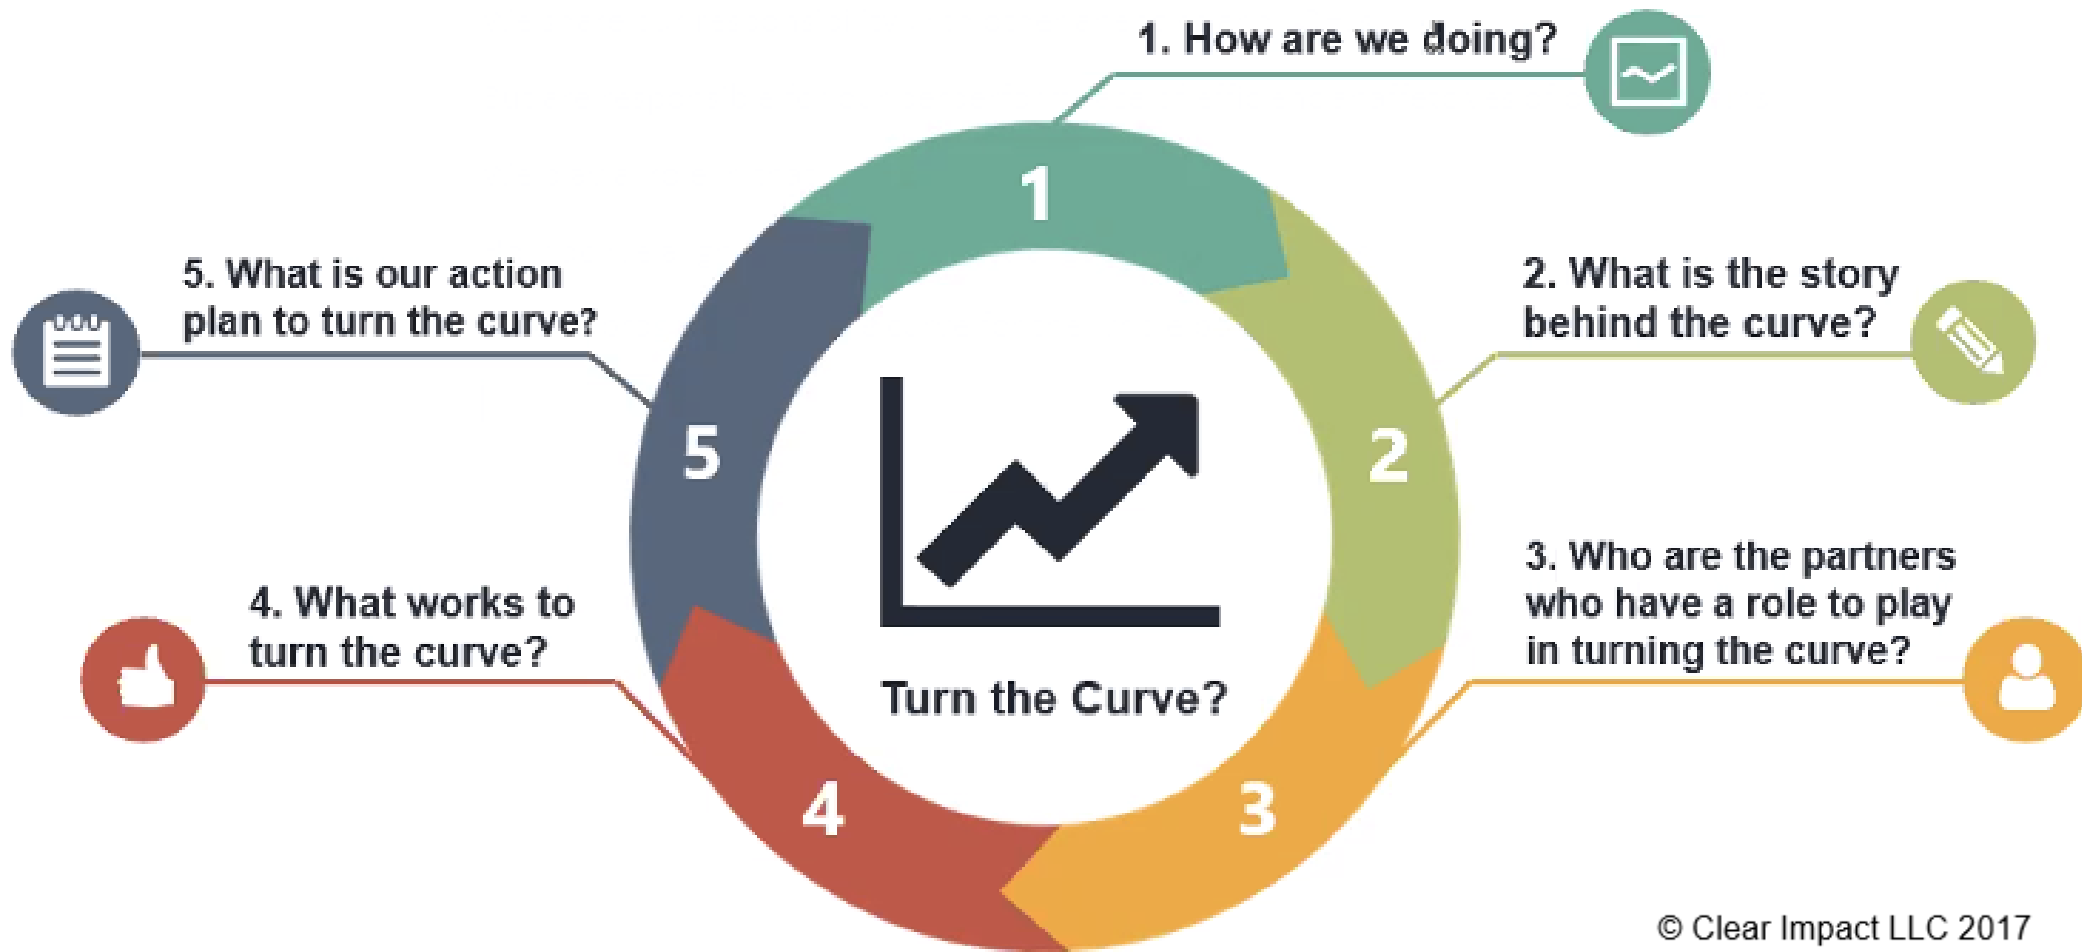 1. How are we doing?
1
2. What is the story
behind the curve?
2
3. Who are the partners
who have a role to play
in turning the curve?
3
4. What works to
turn the curve?
4
5. What is our action
plan to turn the curve?
5
Turn the Curve?
© Clear Impact LLC 2017